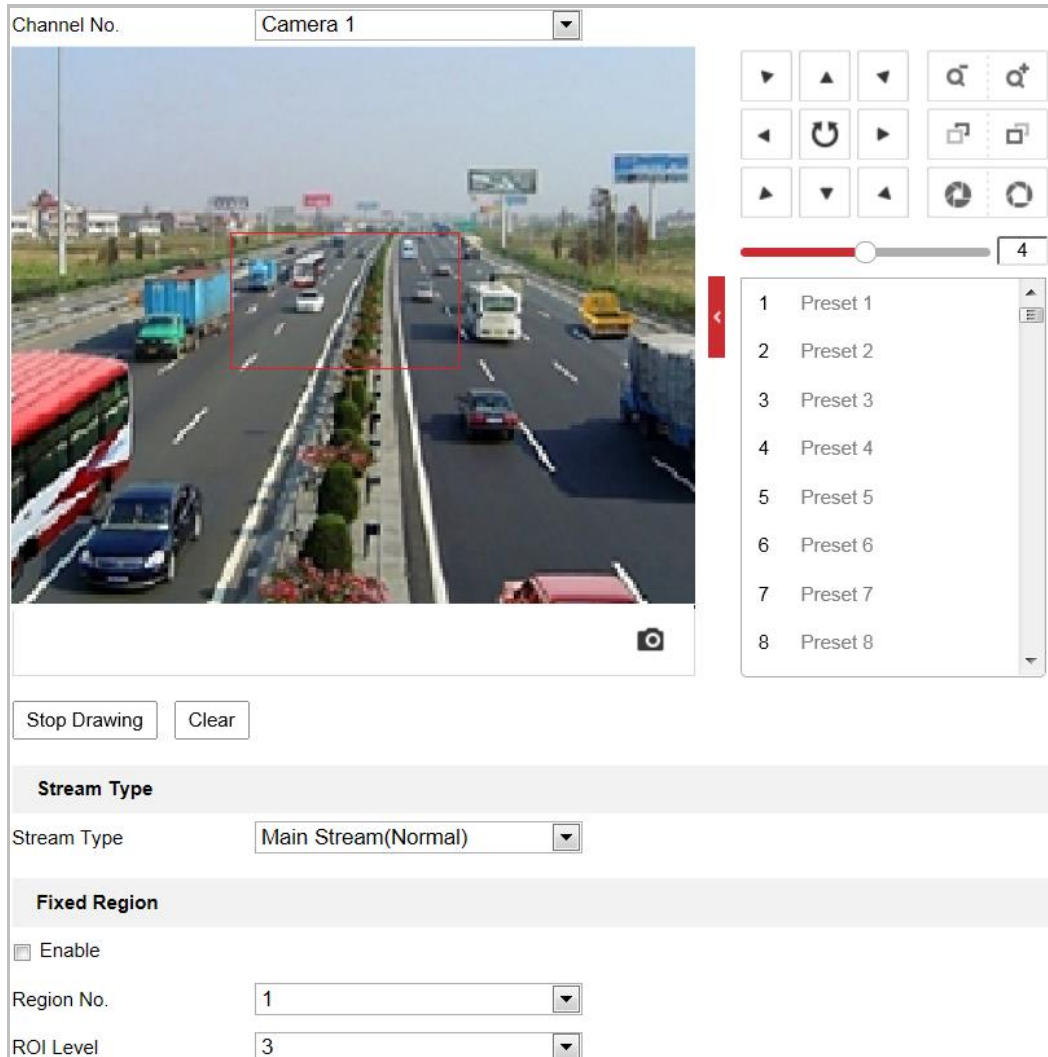 Channel No. Camera 1
4
1 Preset 1
2 Preset 2
3 Preset 3
4 Preset 4
5 Preset 5
6 Preset 6
7 Preset 7
8 Preset 8
Stop Drawing Clear
Stream Type
Stream Type Main Stream(Normal)
Fixed Region
Enable
Region No. 1
ROI Level 3